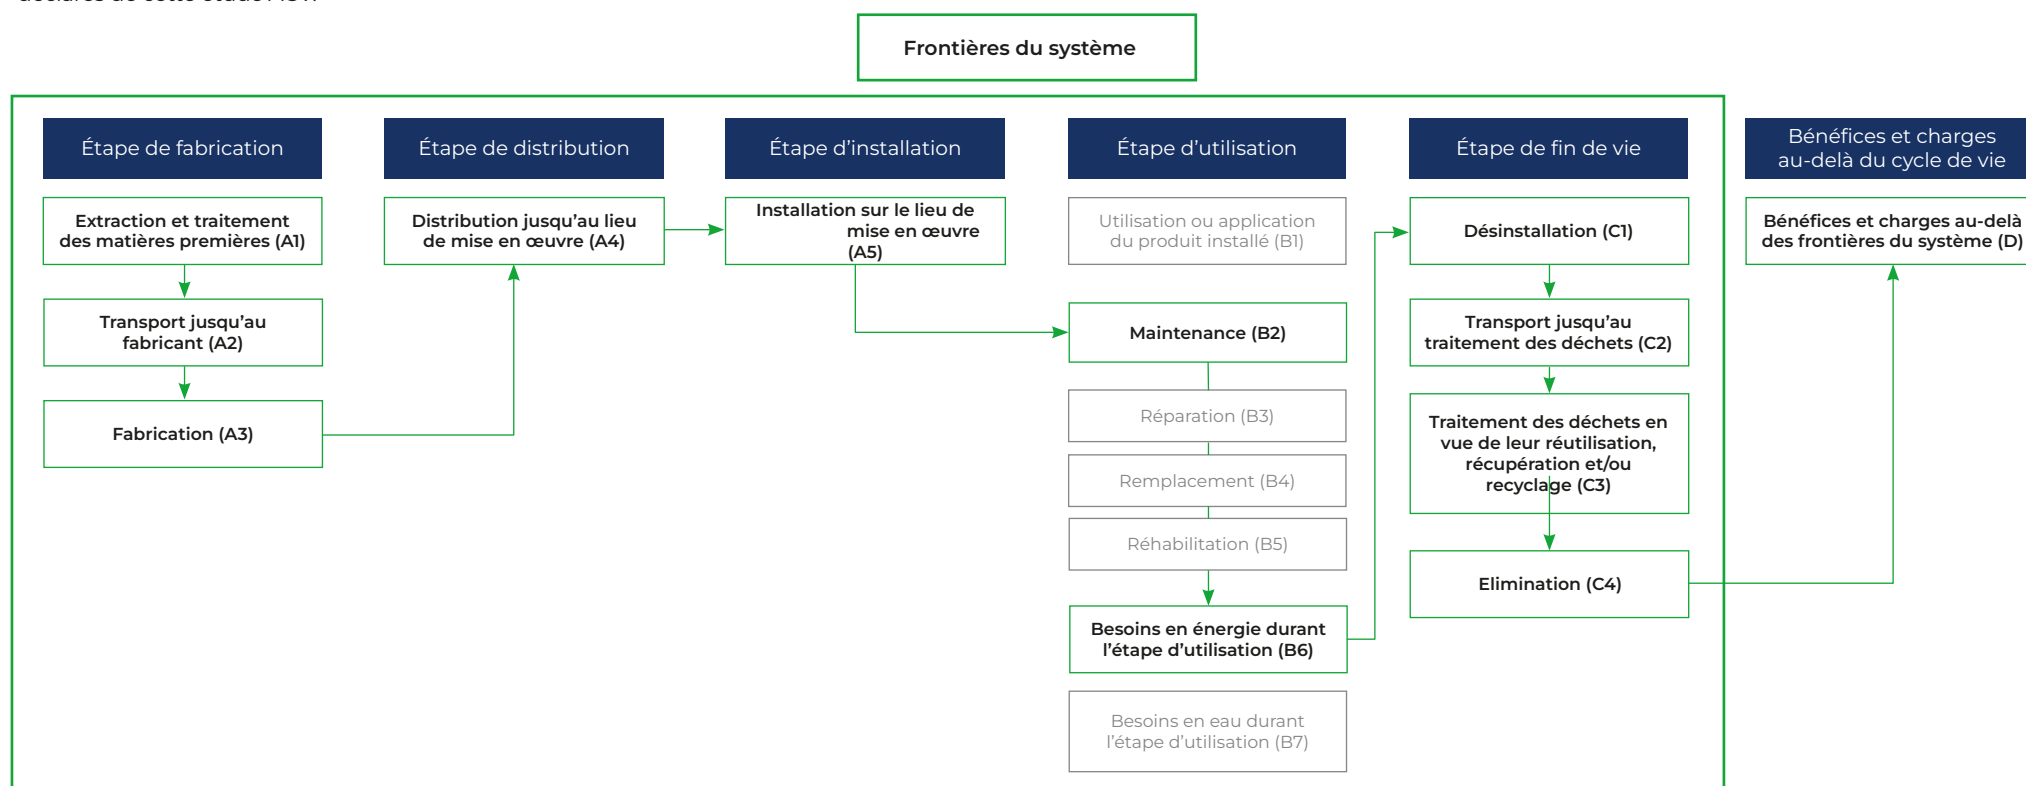 Frontières du système
Étape de fabrication
Extraction et traitement
des matières premières (A1)
Transport jusqu'au
fabricant (A2)
Fabrication (A3)
Étape de distribution
Distribution jusqu'au lieu
de mise en œuvre (A4)
Étape d'installation
Installation sur le lieu de
mise en œuvre
(A5)
Étape d'utilisation
Utilisation ou application
du produit installé (B1)
Maintenance (B2)
Réparation (B3)
Remplacement (B4)
Réhabilitation (B5)
Besoins en énergie durant
l'étape d'utilisation (B6)
Besoins en eau durant
l'étape d'utilisation (B7)
Étape de fin de vie
Désinstallation (C1)
Transport jusqu'au
traitement des déchets (C2)
Traitement des déchets en
vue de leur réutilisation,
récupération et/ou
recyclage (C3)
Elimination (C4)
Bénéfices et charges
au-delà du cycle de vie
Bénéfices et charges au-delà
des frontières du système (D)